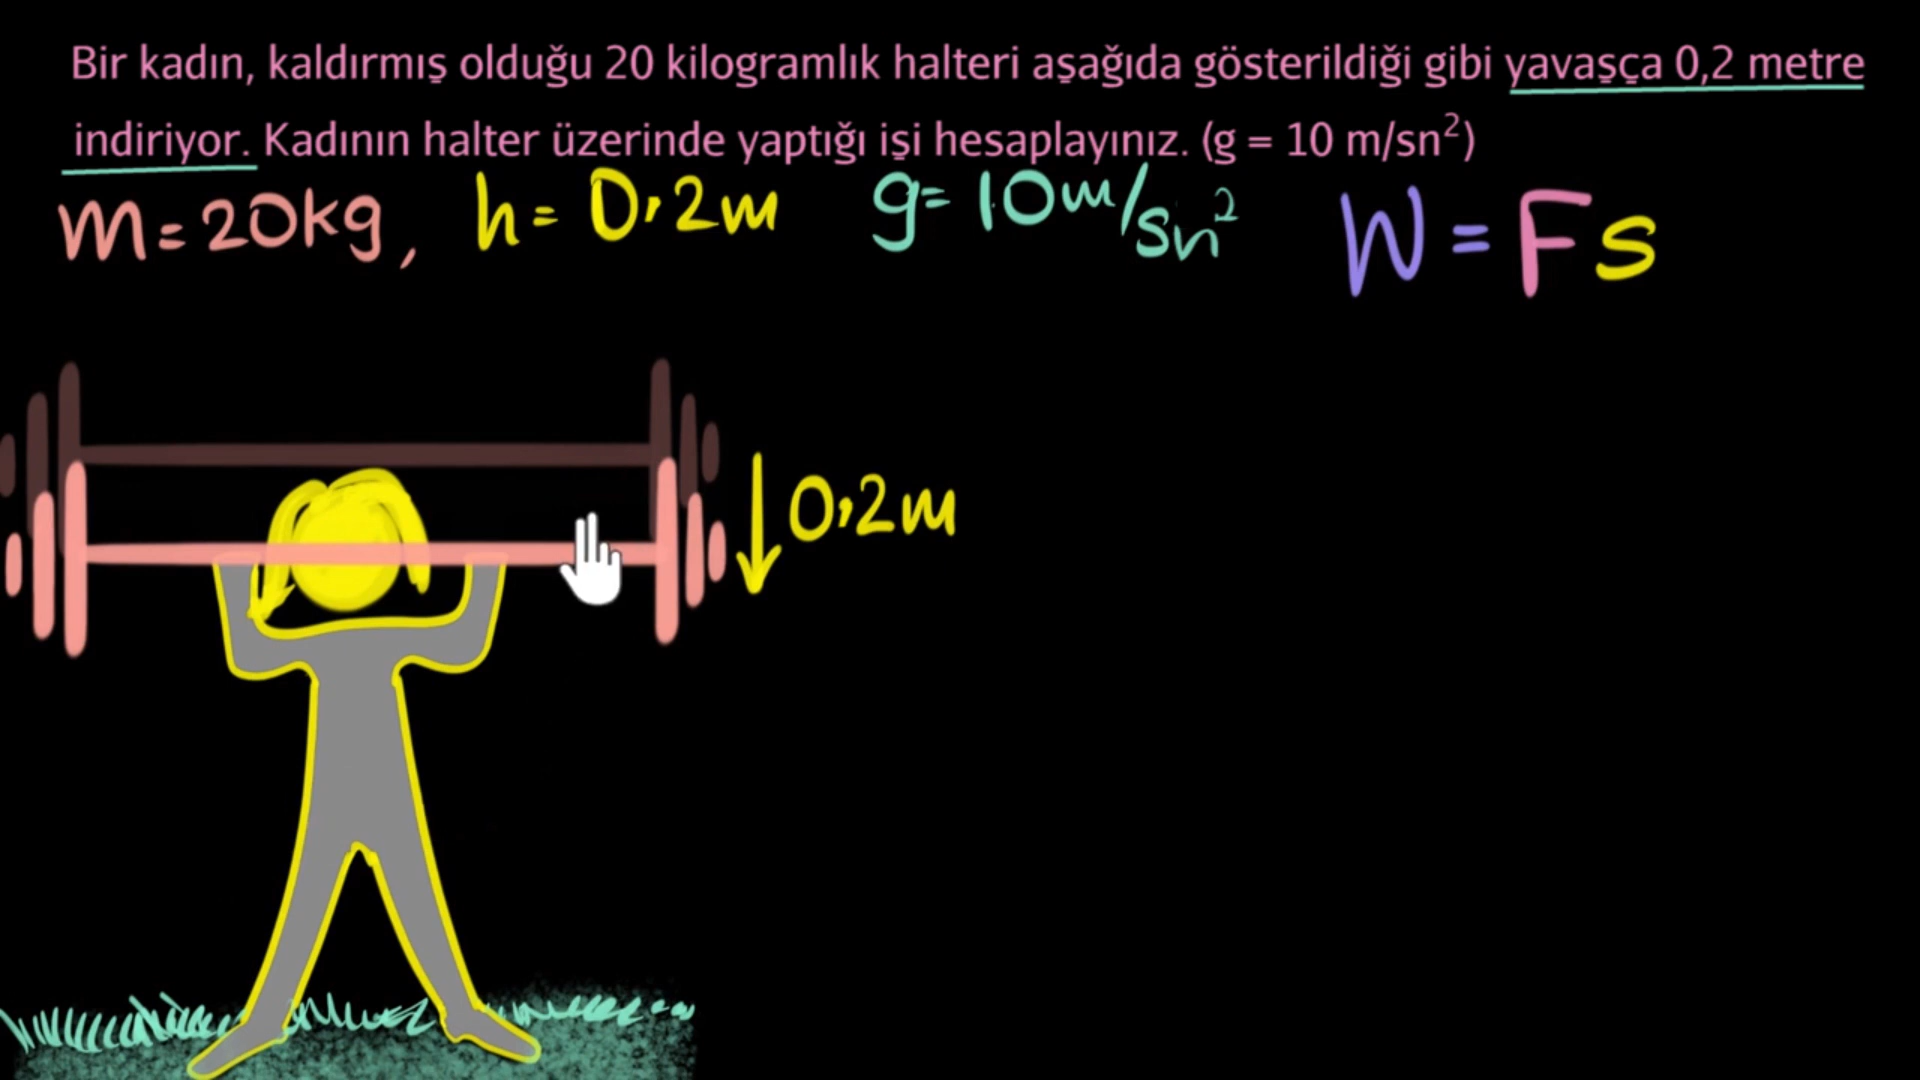 Bir kadın, kaldırmış olduğu 20 kilogramlık halteri aşağıda gösterildiği gibi yavaşça 0,2 metre
indiriyor. Kadının halter üzerinde yaptığı işi hesaplayınız. (g = 10 m/sn²)
m=20kg, h=0,2m g=10m/sn² W=Fs
0,2m